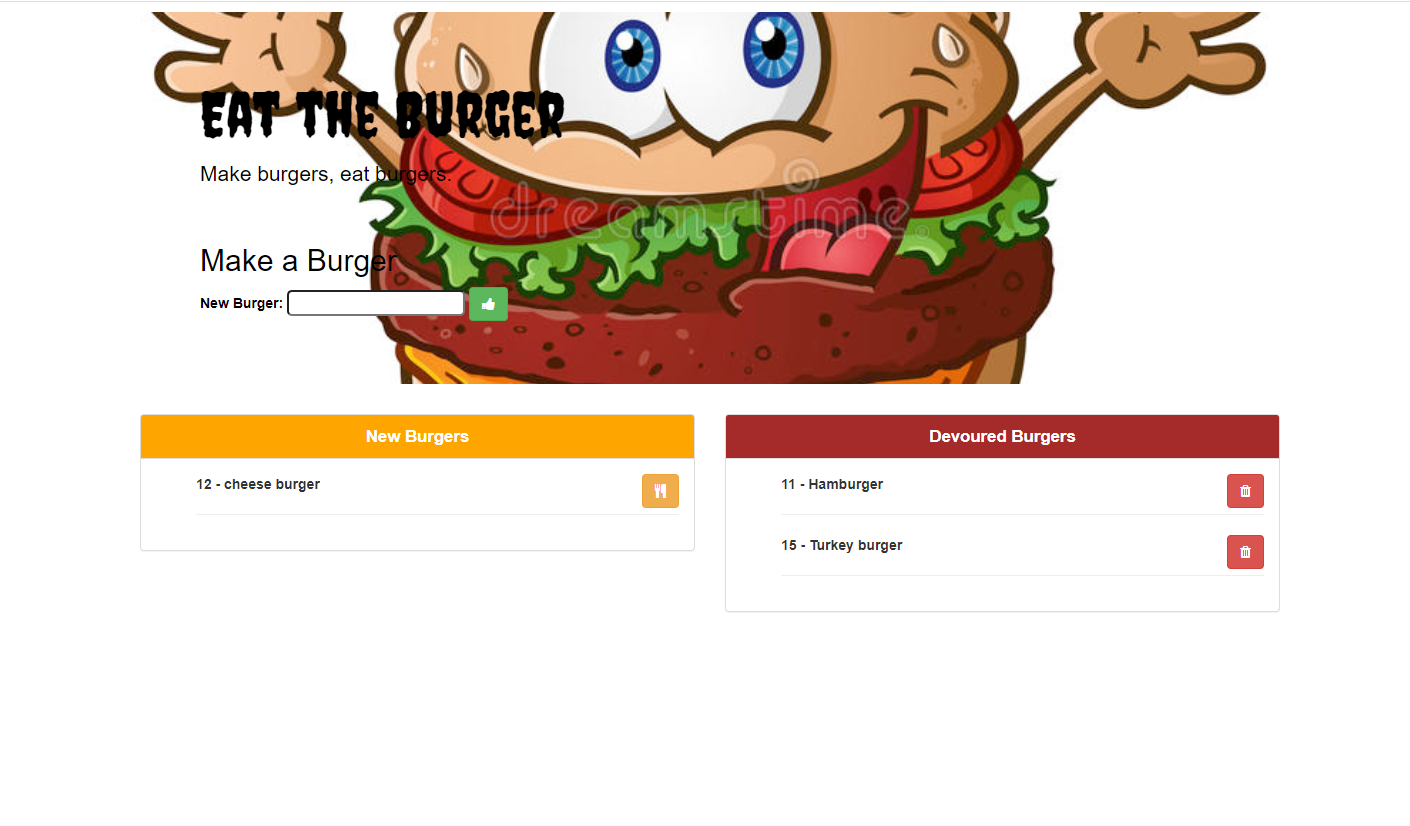 EAT THE BURGER
Make burgers, eat burgers.
dreamstime.
Make a Burger
New Burger:
New Burgers
12 - cheese burger
Devoured Burgers
11 - Hamburger
15 - Turkey burger